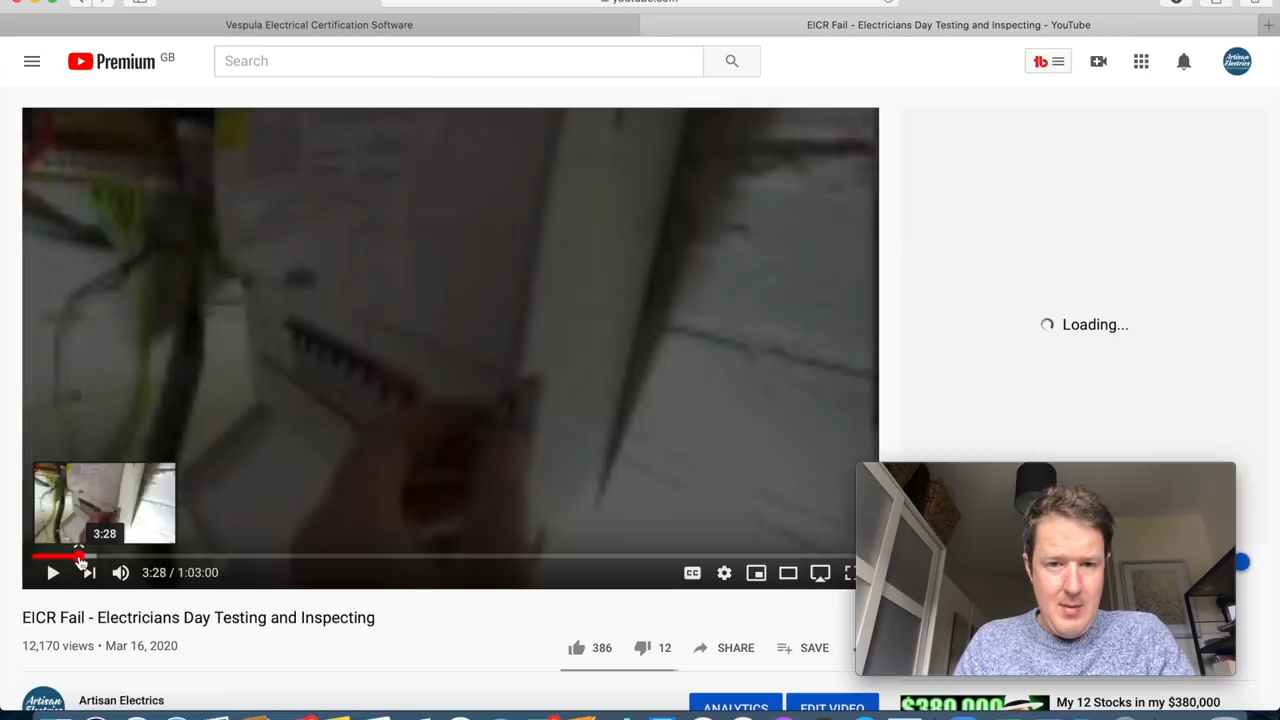 Vespula Electrical Certification Software
EICR Fail - Electricians Day Testing and Inspecting - YouTube
Premium GB
Search
Loading...
3:28
3:28 / 1:03:00
CC
EICR Fail - Electricians Day Testing and Inspecting
12,170 views • Mar 16, 2020
386
12
SHARE
SAVE
Artisan Electrics
ANALYTICS
EDIT VIDEO
$380,000
My 12 Stocks in my $380,000